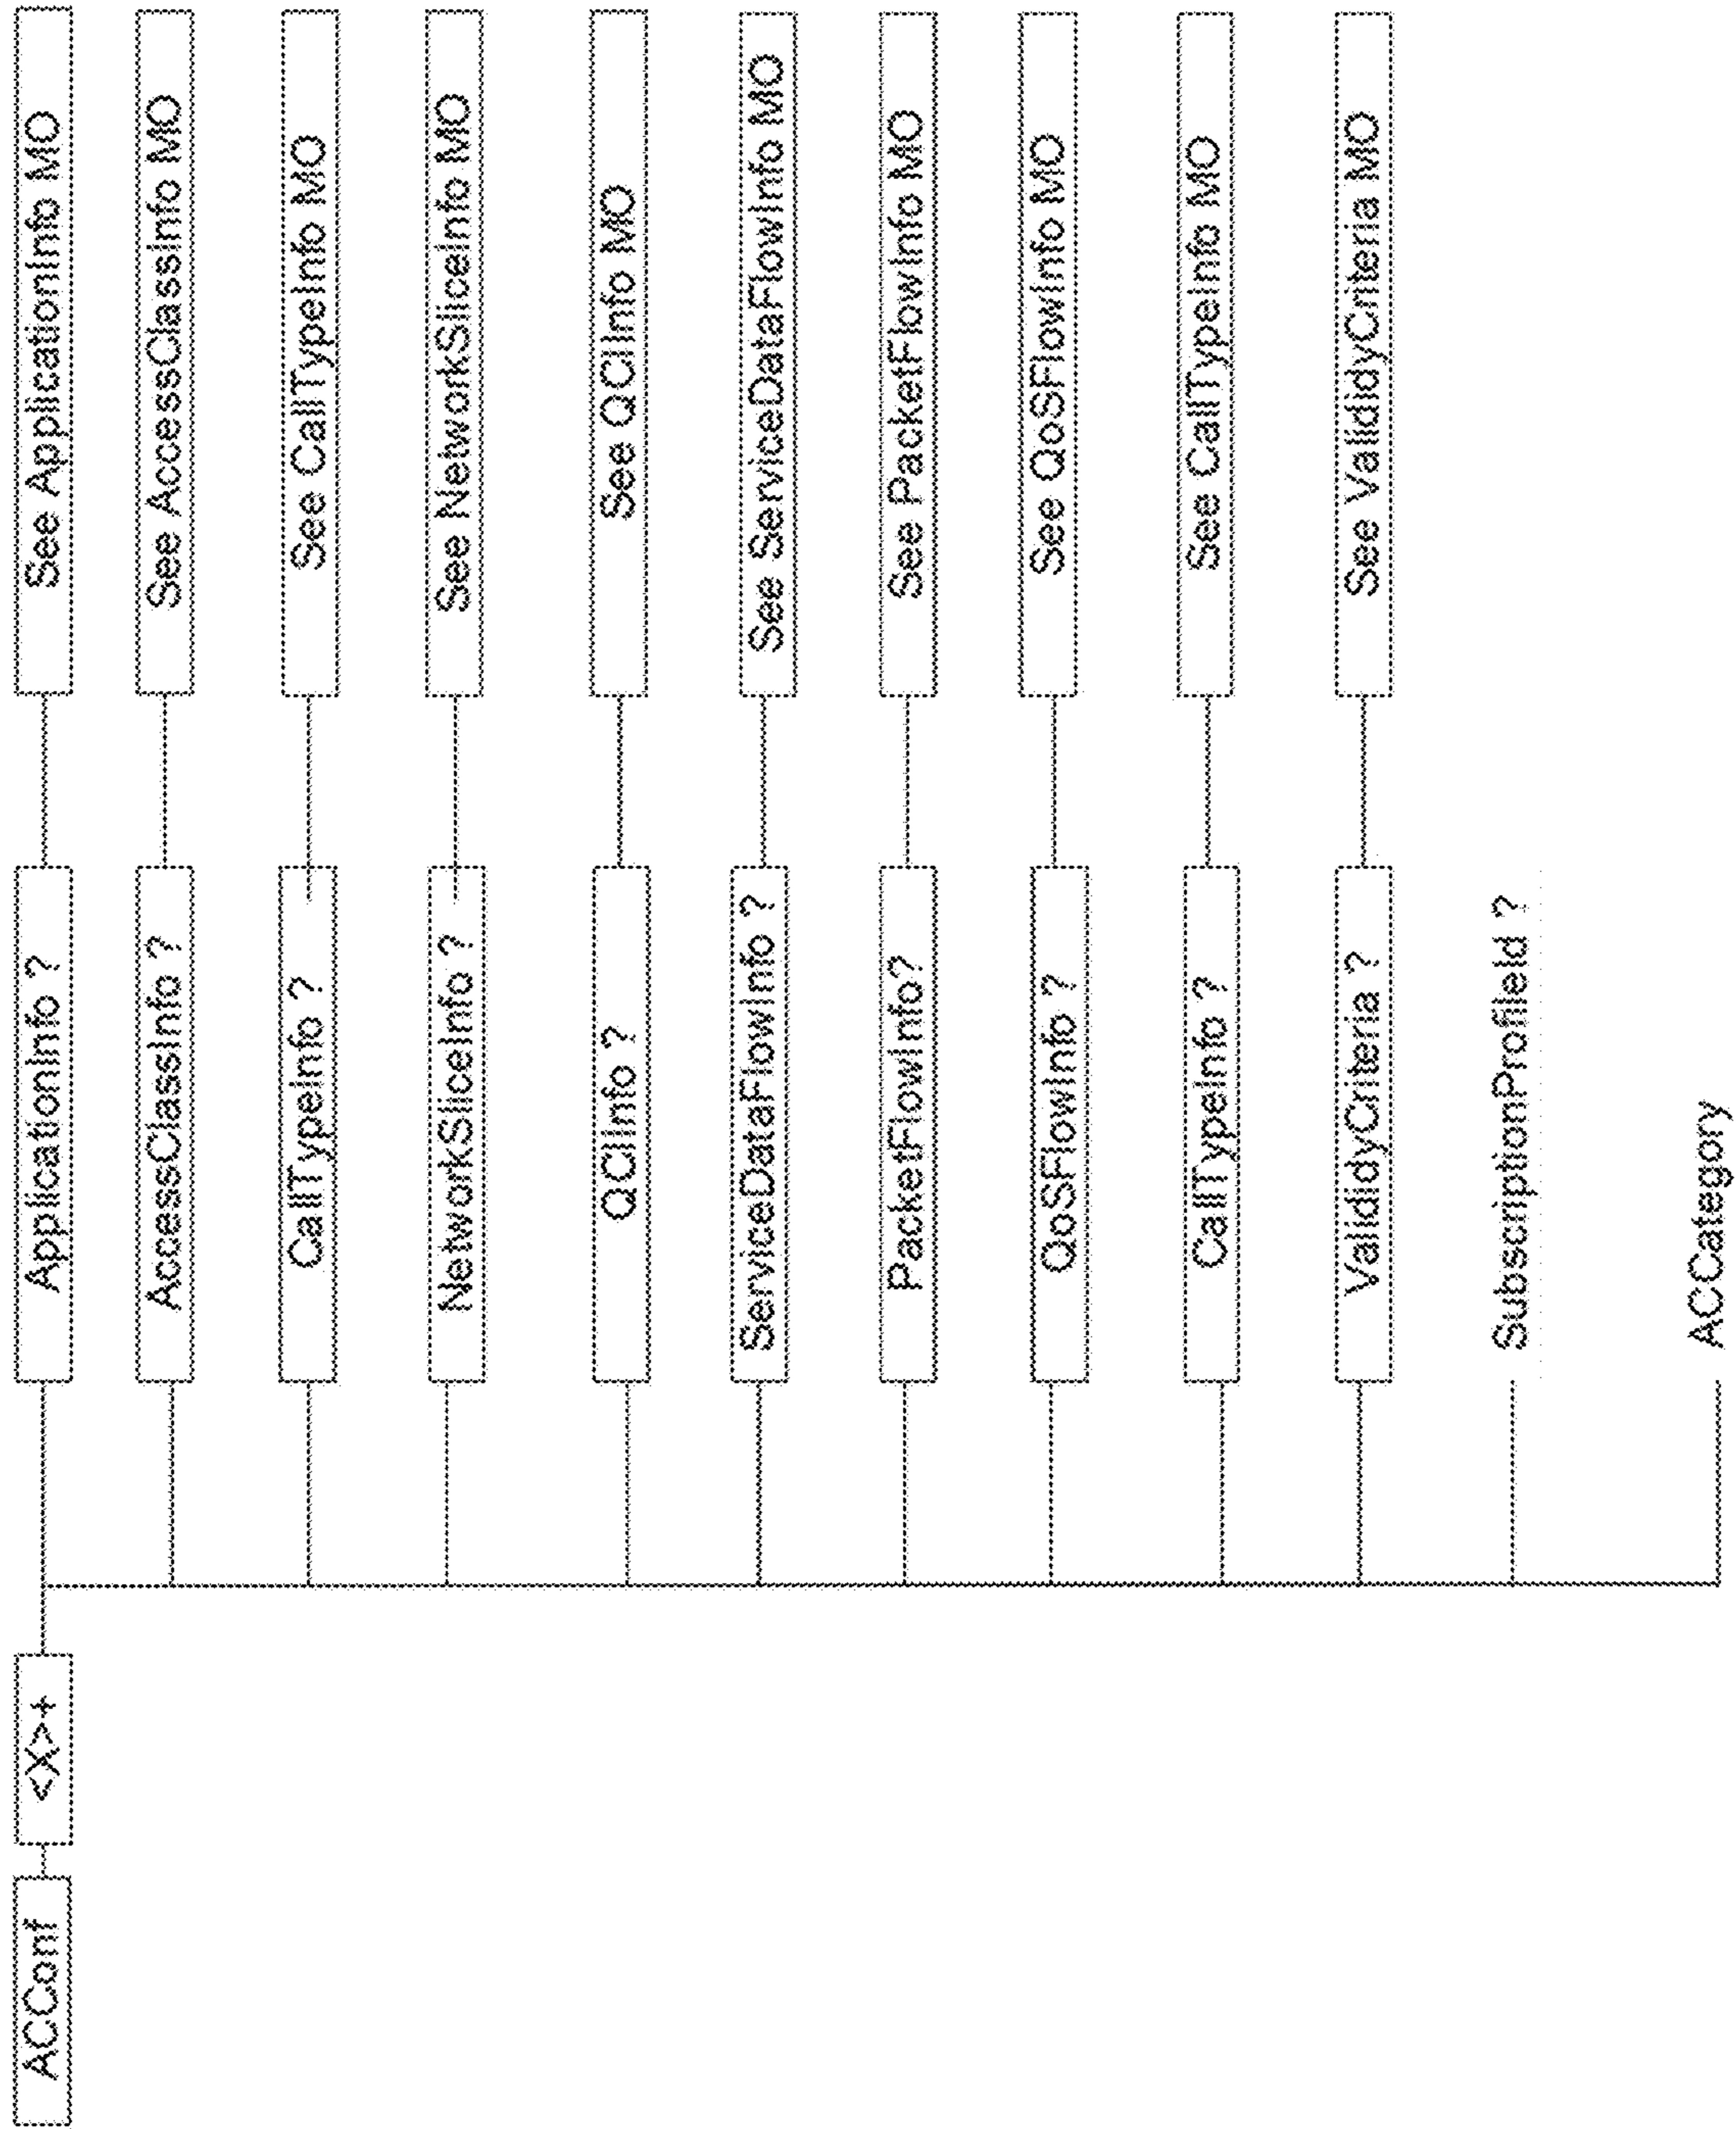 ACConf
<X>+
ApplicationInfo ?
See ApplicationInfo MO
AccessClassInfo ?
See AccessClassInfo MO
CallTypeInfo ?
See CallTypeInfo MO
NetworkSliceInfo ?
See NetworkSliceInfo MO
QCIInfo ?
See QCIInfo MO
ServiceDataFlowInfo ?
See ServiceDataFlowInfo MO
PacketFlowInfo?
See PacketFlowInfo MO
QoSFlowInfo ?
See QoSFlowInfo MO
CallTypeInfo ?
See CallTypeInfo MO
ValididyCriteria ?
See ValididyCriteria MO
SubscriptionProfileId ?
ACCategory